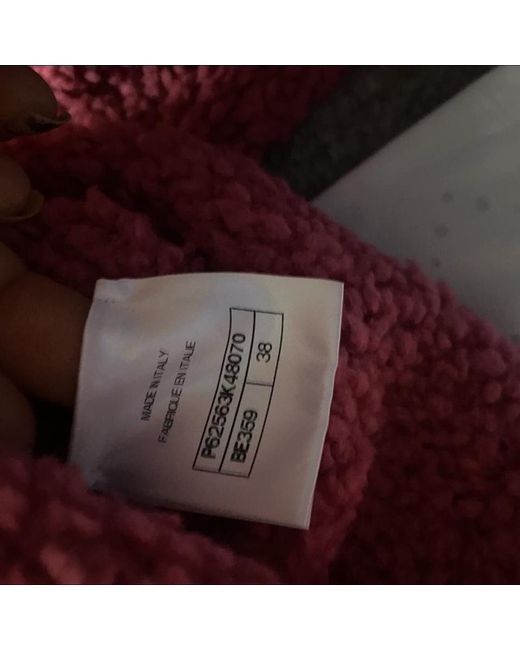 MADE IN ITALY
FABRIQUE EN ITALIE
P62563K48070
BE359 38